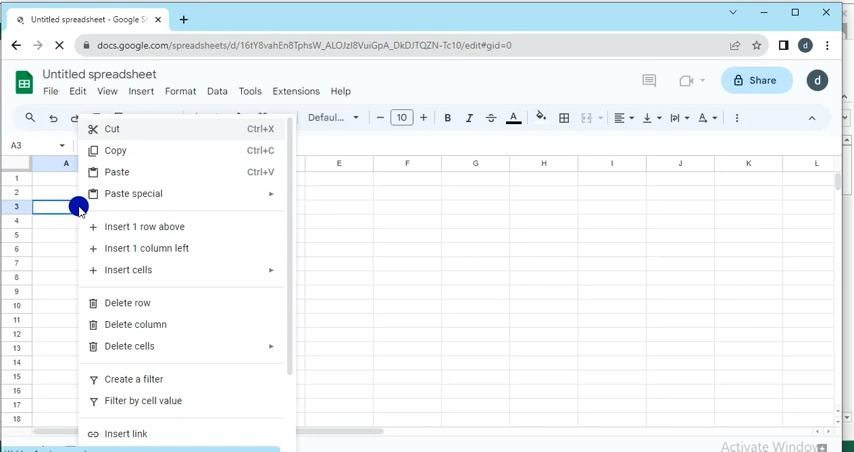 Untitled spreadsheet - Google S
docs.google.com/spreadsheets/d/16tY8vahEn8TphsW_ALOJzl8VuiGpA_DkDJTQZN-Tc10/edit#gid=0
d
Untitled spreadsheet
File Edit View Insert Format Data Tools Extensions Help
Share
d
Defaul... 10 B I S A
A3
A E F G H I J K L
1
2
3
4
5
6
7
8
9
10
11
12
13
14
15
16
17
18
Cut Ctrl+X
Copy Ctrl+C
Paste Ctrl+V
Paste special
Insert 1 row above
Insert 1 column left
Insert cells
Delete row
Delete column
Delete cells
Create a filter
Filter by cell value
Insert link
Activate Window